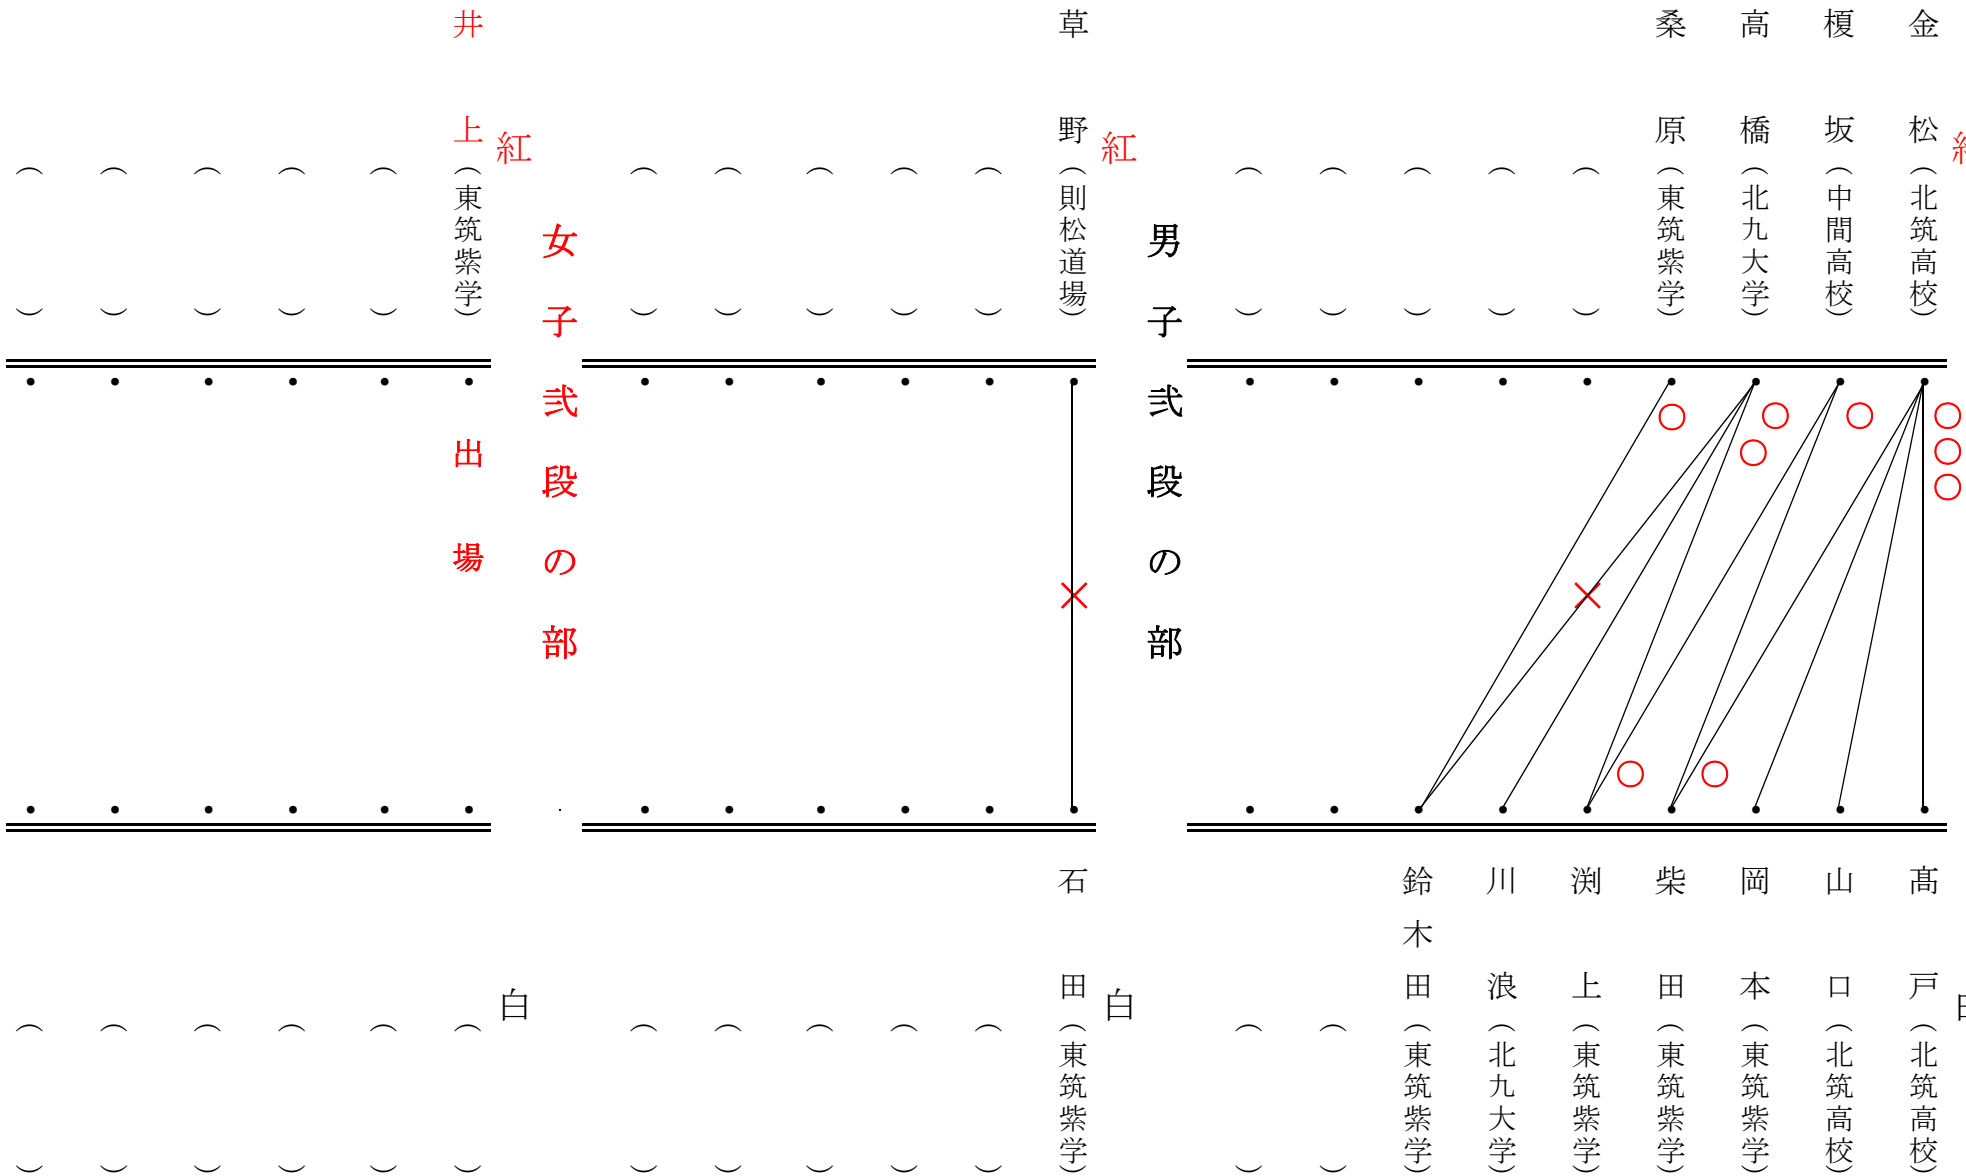 金松（北筑高校）
榎坂（中間高校）
高橋（北九大学）
桑原（東筑紫学）
髙戸（北筑高校）
山口（北筑高校）
岡本（東筑紫学）
柴田（東筑紫学）
渕上（東筑紫学）
川浪（北九大学）
鈴木田（東筑紫学）
男子弐段の部
紅
草野（則松道場）
白
石田（東筑紫学）
女子弐段の部
紅
井上（東筑紫学）
出場
白